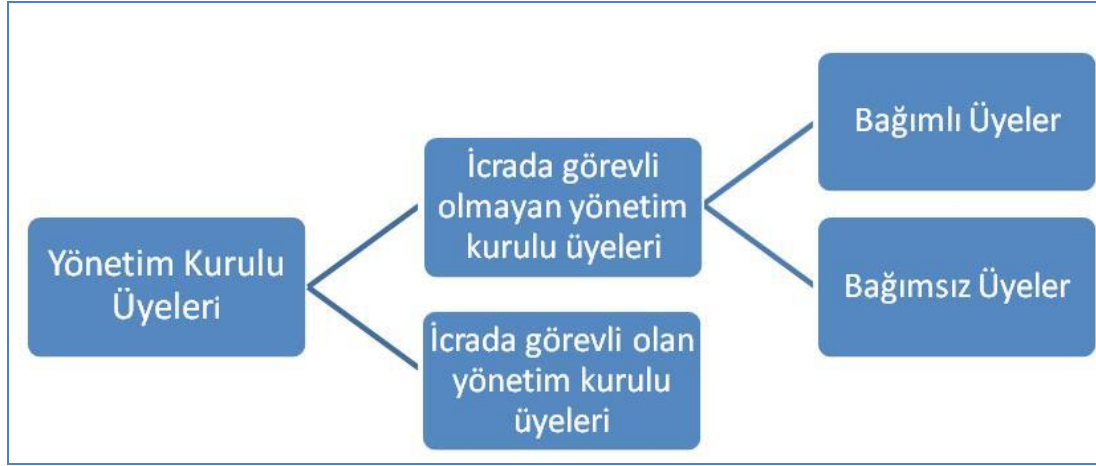 Yönetim Kurulu
Üyeleri
İcrada görevli
olmayan yönetim
kurulu üyeleri
İcrada görevli olan
yönetim kurulu
üyeleri
Bağımlı Üyeler
Bağımsız Üyeler